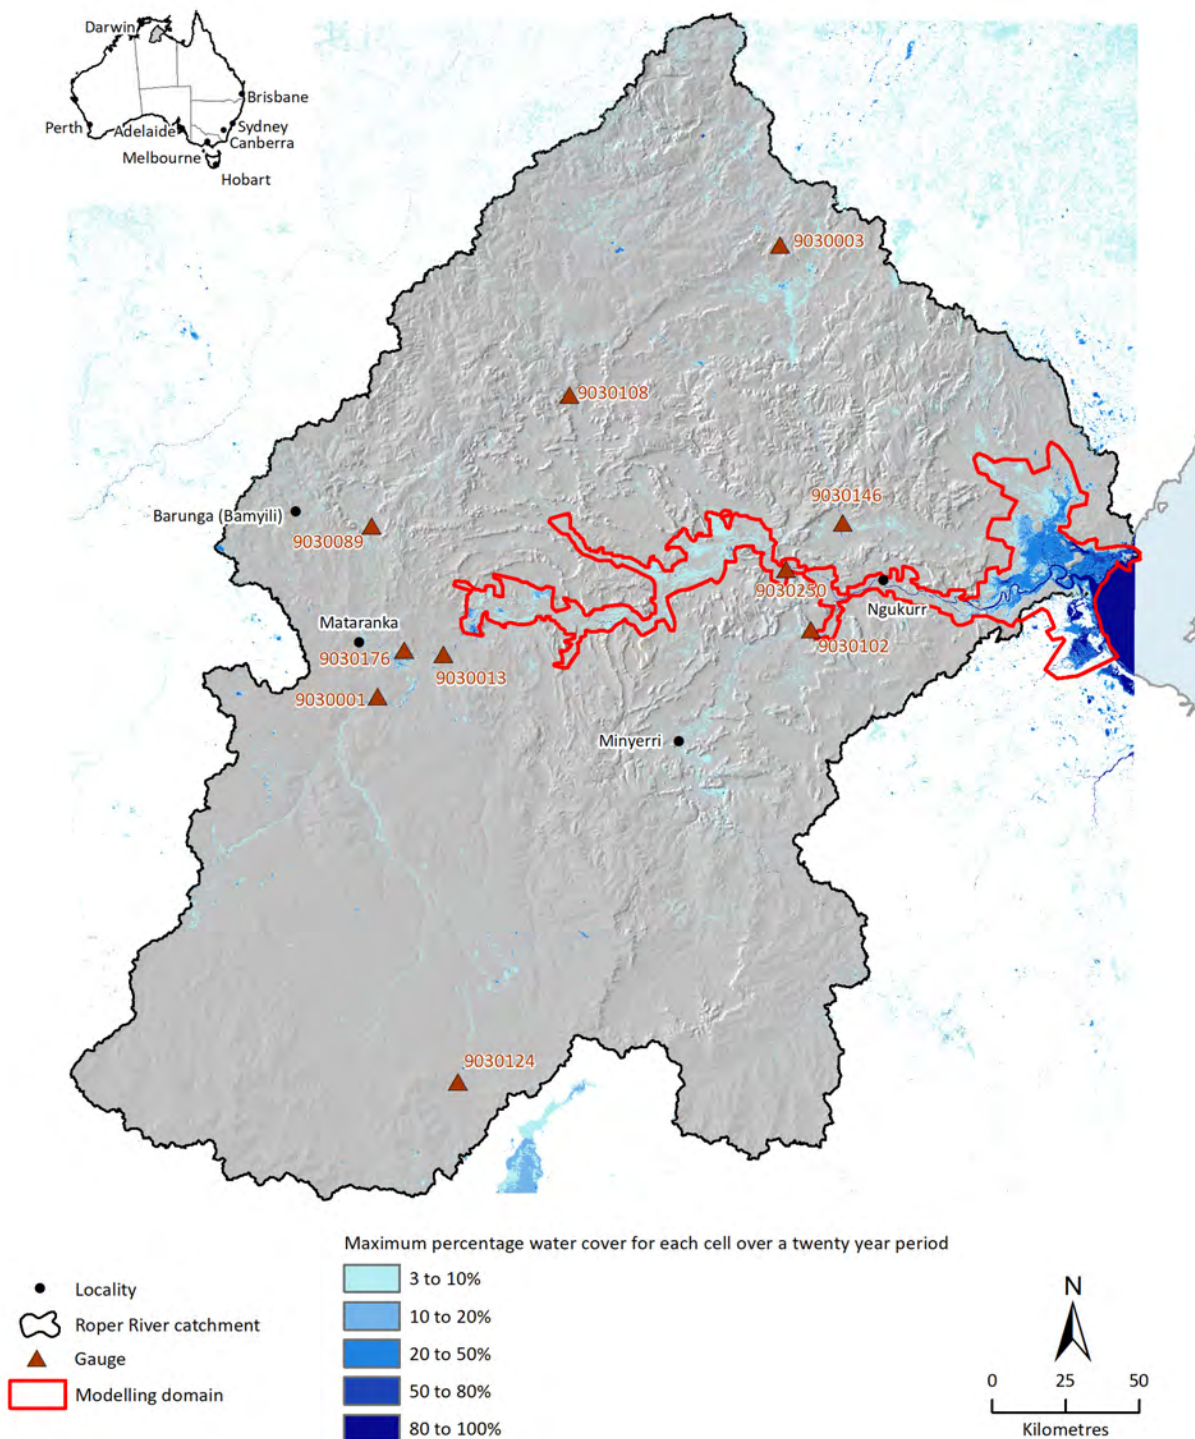 Darwin
Brisbane
Perth
Adelaide
Sydney
Canberra
Melbourne
Hobart
9030003
9030108
9030146
Barunga (Bamyili)
9030089
9030250
Ngukurr
Mataranka
9030102
9030176
9030013
9030001
Minyerri
9030124
Maximum percentage water cover for each cell over a twenty year period
3 to 10%
10 to 20%
20 to 50%
50 to 80%
80 to 100%
Locality
Roper River catchment
Gauge
Modelling domain
N
0 25 50
Kilometres